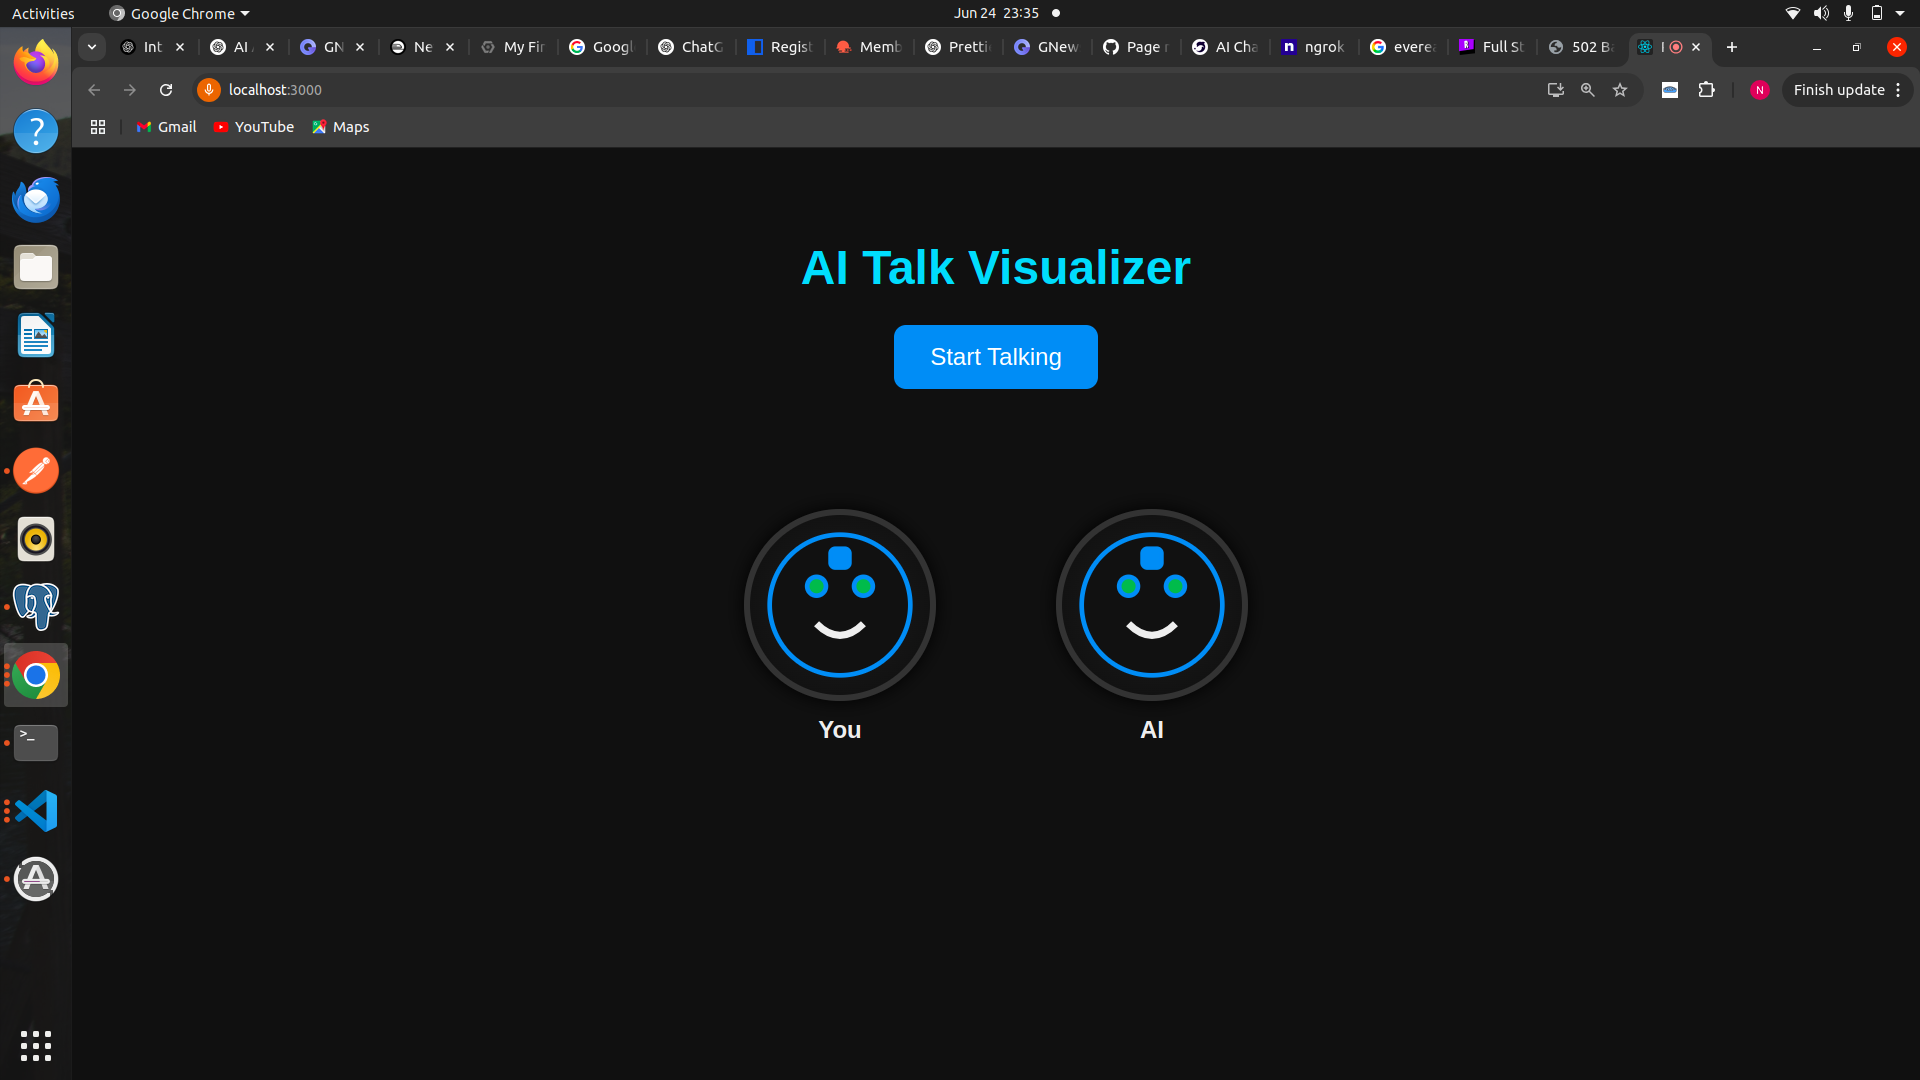 Activities
Google Chrome
Jun 24 23:35
Int
AI
GN
Ne
My Fir
Googl
ChatG
Regist
Memb
Pretti
GNew
Page n
AI Cha
ngrok
evere
Full St
502 Ba
localhost:3000
N
Finish update
Gmail
YouTube
Maps
AI Talk Visualizer
Start Talking
You
AI